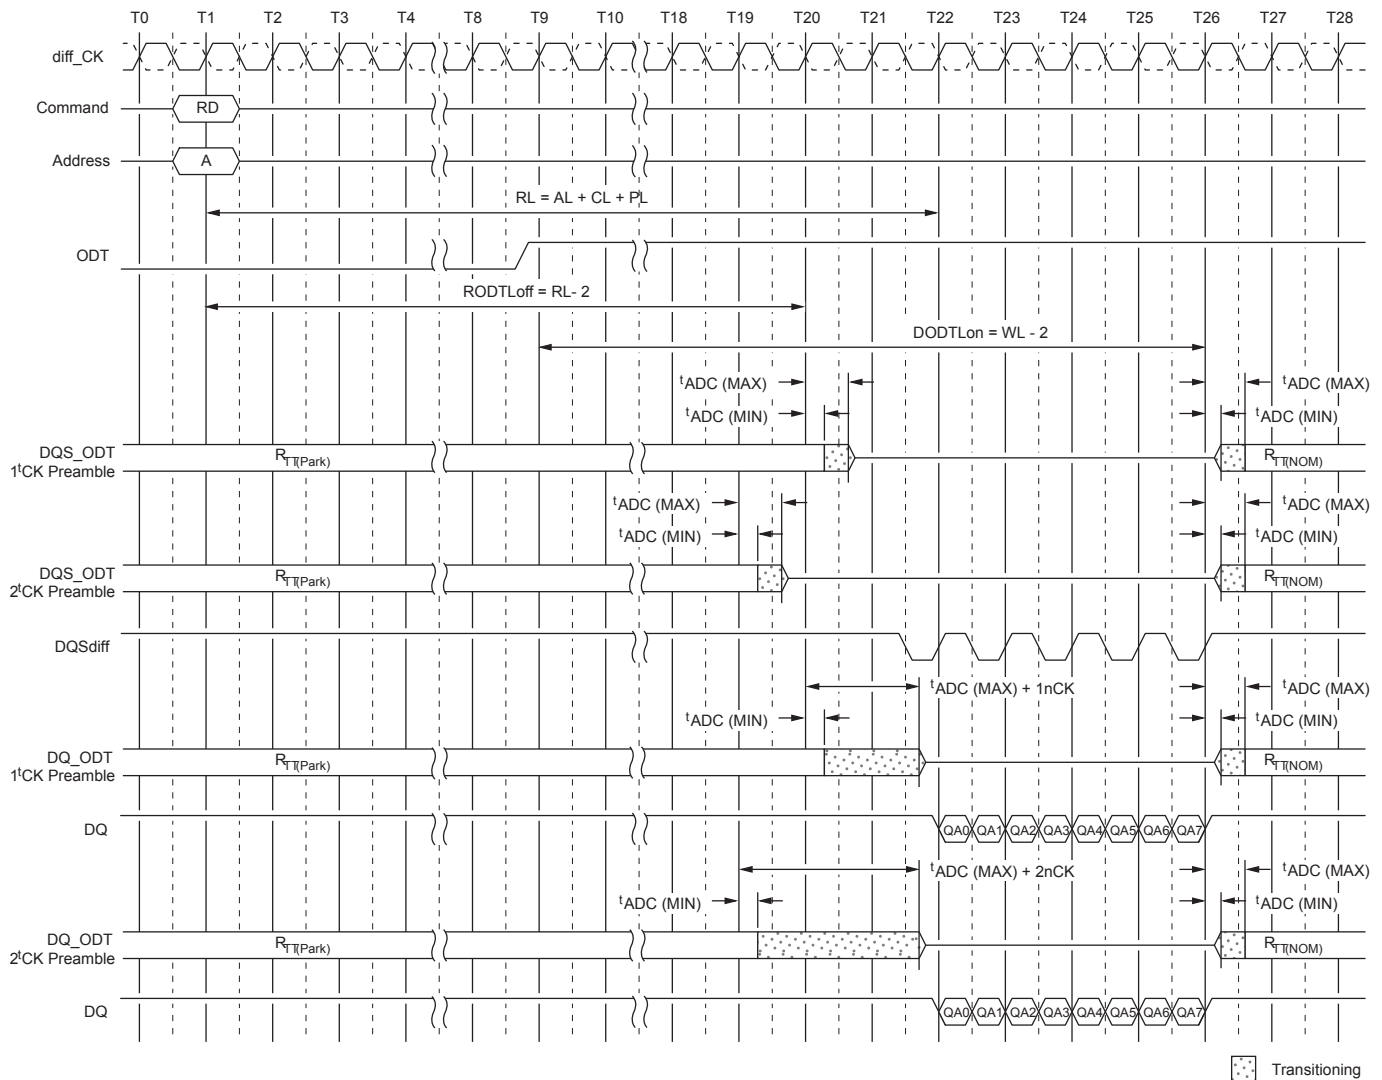 T0 T1 T2 T3 T4 T8 T9 T10 T18 T19 T20 T21 T22 T23 T24 T25 T26 T27 T28
diff_CK
Command RD
Address A
RL = AL + CL + PL
ODT
RODTLoff = RL- 2
DODTLon = WL - 2
tADC (MAX) tADC (MAX)
tADC (MIN) tADC (MIN)
DQS_ODT
1tCK Preamble RTT(Park) RTT(NOM)
tADC (MAX) tADC (MAX)
tADC (MIN) tADC (MIN)
DQS_ODT
2tCK Preamble RTT(Park) RTT(NOM)
DQSdiff
tADC (MAX) + 1nCK tADC (MAX)
tADC (MIN) tADC (MIN)
DQ_ODT
1tCK Preamble RTT(Park) RTT(NOM)
DQ QA0 QA1 QA2 QA3 QA4 QA5 QA6 QA7
tADC (MAX) + 2nCK tADC (MAX)
tADC (MIN) tADC (MIN)
DQ_ODT
2tCK Preamble RTT(Park) RTT(NOM)
DQ QA0 QA1 QA2 QA3 QA4 QA5 QA6 QA7
Transitioning